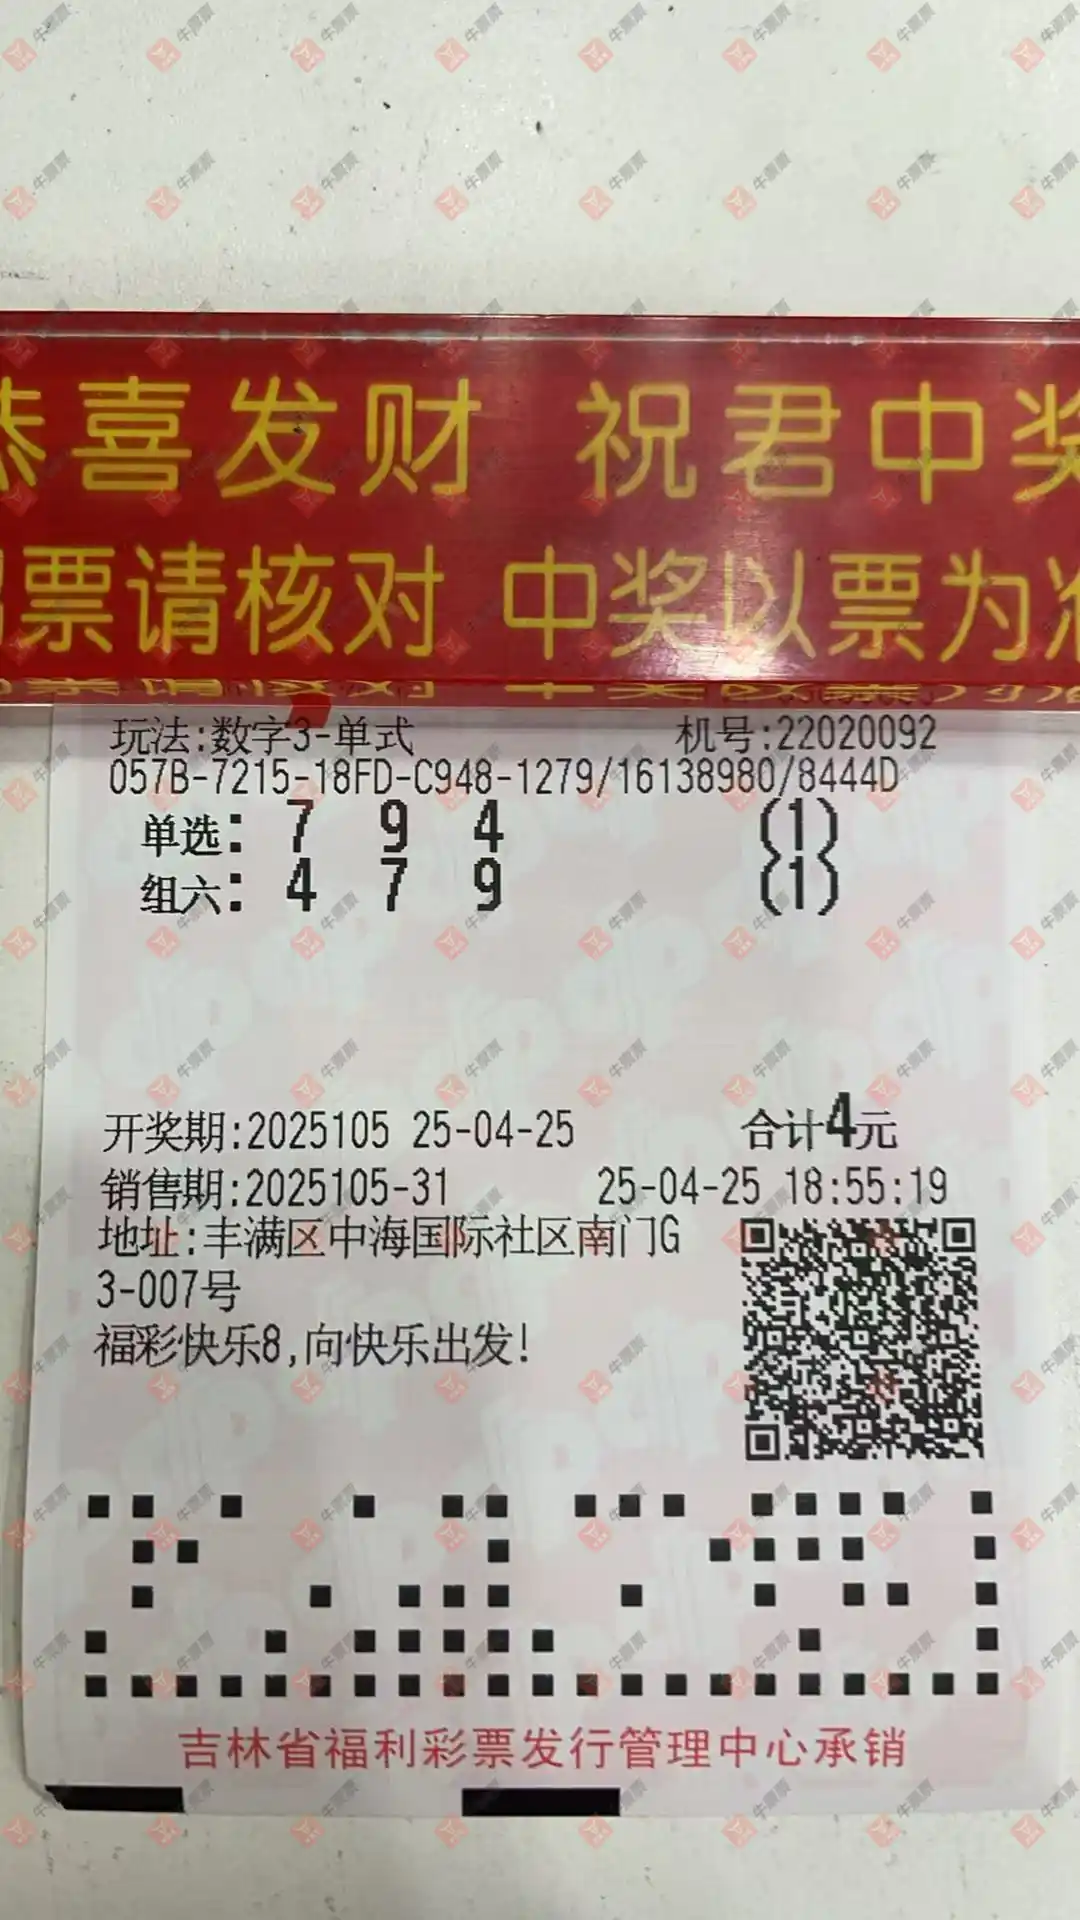 恭喜发财 祝君中奖
票请核对 中奖以票为准
玩法:数字3-单式 机号:22020092
057B-7215-18FD-C948-1279/16138980/8444D
单选: 7 9 4 (1)
组六: 4 7 9 (1)
开奖期:2025105 25-04-25 合计4元
销售期:2025105-31 25-04-25 18:55:19
地址:丰满区中海国际社区南门G
3-007号
福彩快乐8,向快乐出发!
吉林省福利彩票发行管理中心承销